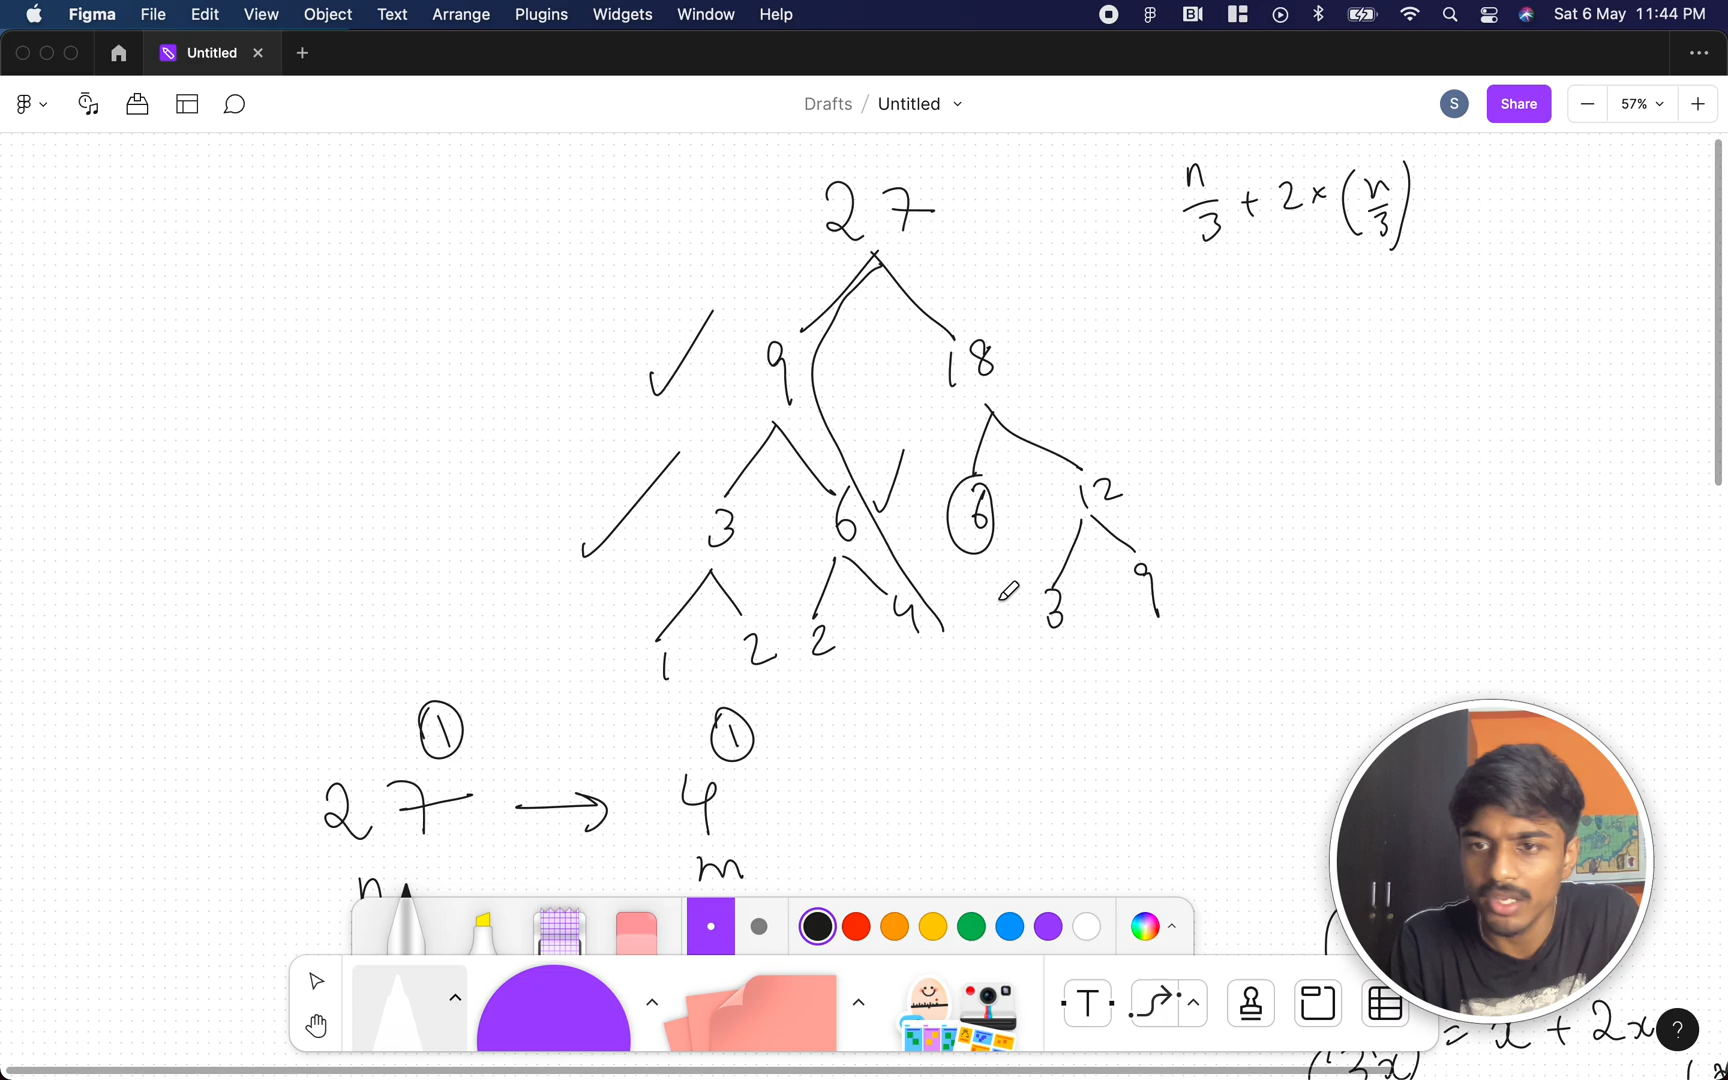 Figma File Edit View Object Text Arrange Plugins Widgets Window Help Sat 6 May 11:44 PM
Untitled
Drafts / Untitled
S Share 57%
27
n/3 + 2 × (n/3)
9 18
3 6 6 12
1 2 2 4 3 9
1 1
27 → 4
n m
T
= x + 2x
?
(3x)